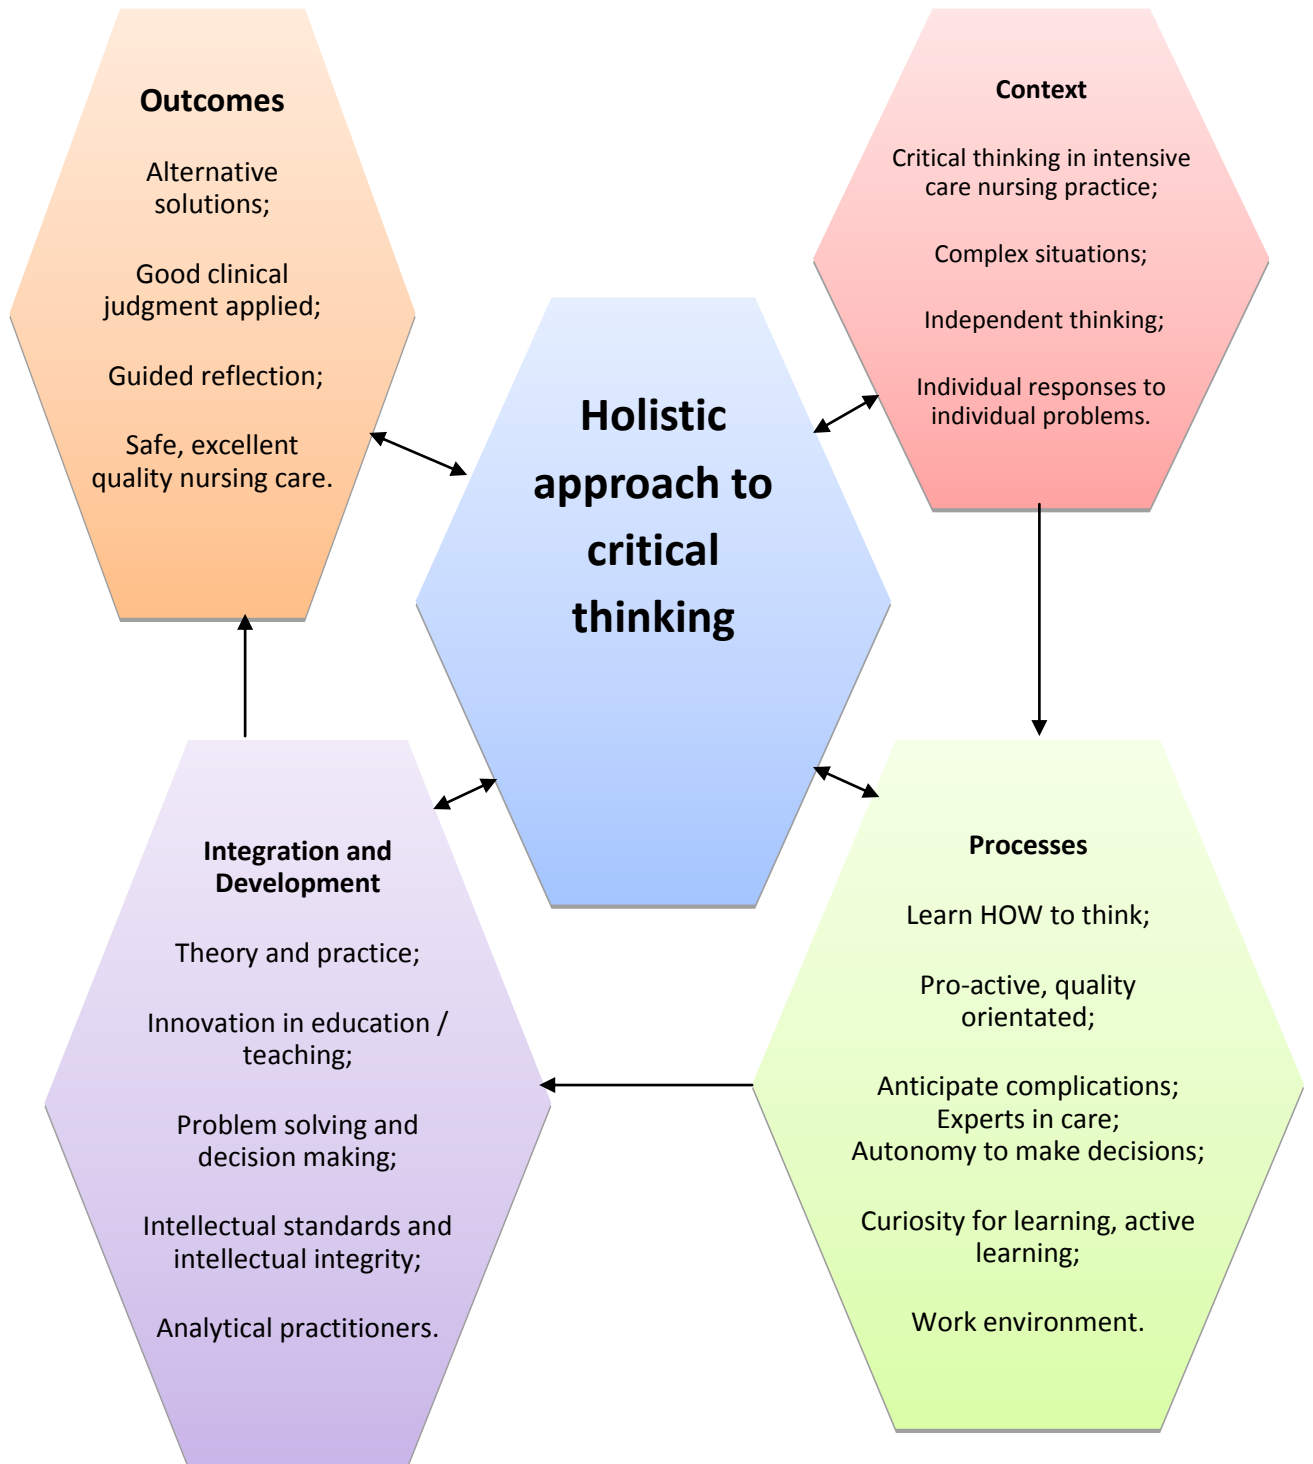 Outcomes
Alternative
solutions;
Good clinical
judgment applied;
Guided reflection;
Safe, excellent
quality nursing care.
Context
Critical thinking in intensive
care nursing practice;
Complex situations;
Independent thinking;
Individual responses to
individual problems.
Holistic
approach to
critical
thinking
Integration and
Development
Theory and practice;
Innovation in education /
teaching;
Problem solving and
decision making;
Intellectual standards and
intellectual integrity;
Analytical practitioners.
Processes
Learn HOW to think;
Pro-active, quality
orientated;
Anticipate complications;
Experts in care;
Autonomy to make decisions;
Curiosity for learning, active
learning;
Work environment.